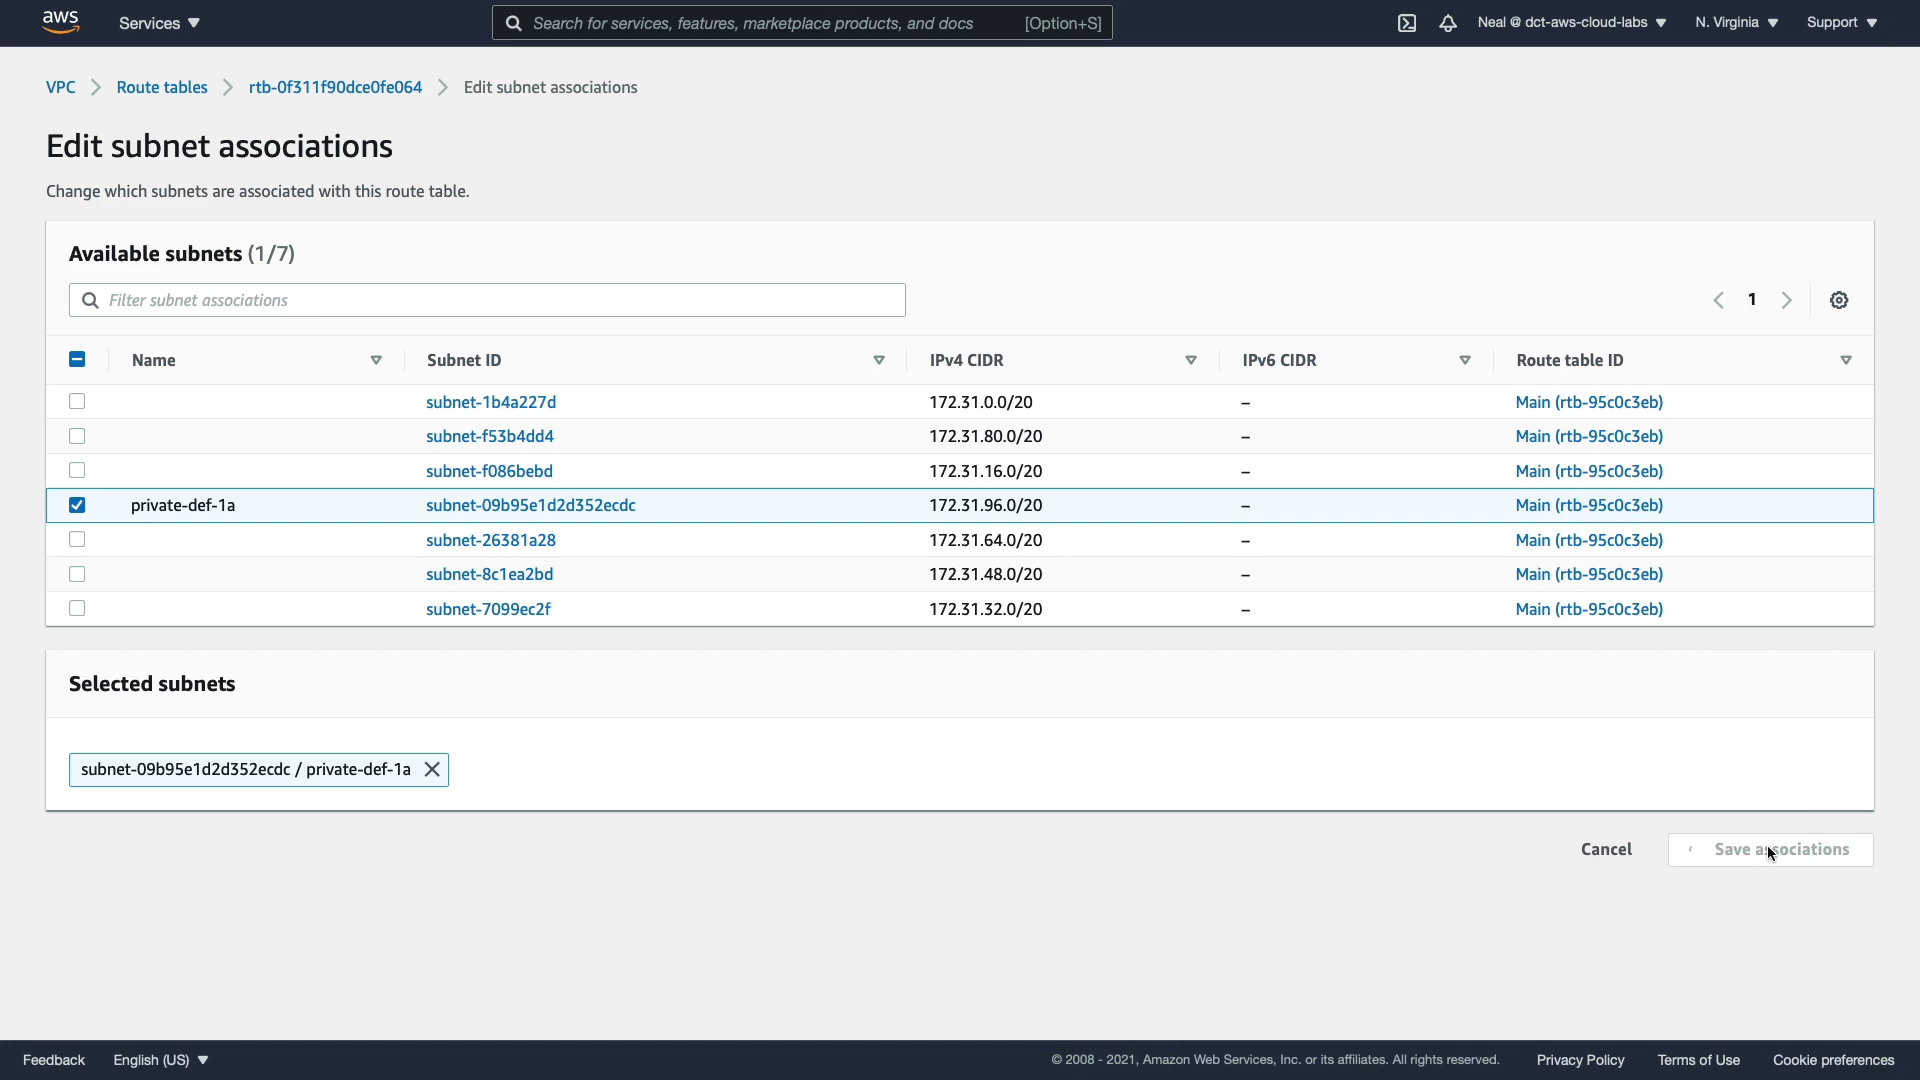 aws Services Search for services, features, marketplace products, and docs [Option+S] Neal @ dct-aws-cloud-labs N. Virginia Support
VPC Route tables rtb-0f311f90dce0fe064 Edit subnet associations
Edit subnet associations
Change which subnets are associated with this route table.
Available subnets (1/7)
Filter subnet associations 1
Name Subnet ID IPv4 CIDR IPv6 CIDR Route table ID
subnet-1b4a227d 172.31.0.0/20 – Main (rtb-95c0c3eb)
subnet-f53b4dd4 172.31.80.0/20 – Main (rtb-95c0c3eb)
subnet-f086bebd 172.31.16.0/20 – Main (rtb-95c0c3eb)
private-def-1a subnet-09b95e1d2d352ecdc 172.31.96.0/20 – Main (rtb-95c0c3eb)
subnet-26381a28 172.31.64.0/20 – Main (rtb-95c0c3eb)
subnet-8c1ea2bd 172.31.48.0/20 – Main (rtb-95c0c3eb)
subnet-7099ec2f 172.31.32.0/20 – Main (rtb-95c0c3eb)
Selected subnets
subnet-09b95e1d2d352ecdc / private-def-1a
Cancel Save associations
Feedback English (US) © 2008 - 2021, Amazon Web Services, Inc. or its affiliates. All rights reserved. Privacy Policy Terms of Use Cookie preferences